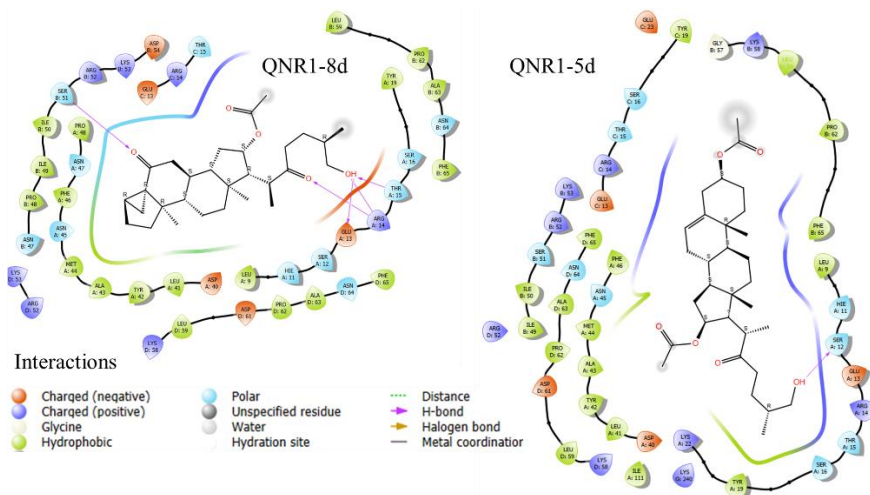 QNR1-8d
LEU B: 59
ASP B: 54
THR C: 15
LYS B: 53
ARG B: 52
ARG C: 14
GLU C: 13
SER B: 51
PRO B: 62
TYR A: 19
ALA B: 63
ASN B: 64
PHE B: 65
ILE B: 50
PRO A: 48
ILE B: 49
ASN A: 47
PRO B: 48
PHE A: 46
ASN B: 47
ASN A: 45
SER A: 16
THR A: 15
ARG A: 14
GLU A: 13
SER A: 12
HIE A: 11
LEU A: 9
MET A: 44
ALA A: 43
TYR A: 42
LEU A: 41
ASP A: 40
LYS D: 53
ARG D: 52
PHE D: 65
ASN D: 64
ALA D: 63
PRO D: 62
ASP D: 61
LEU D: 59
LYS D: 58
O
O
O
O
OH
R
S
QNR1-5d
GLU C: 23
TYR C: 19
GLY B: 57
LYS B: 58
SER C: 16
THR C: 15
ARG C: 14
GLU C: 13
PRO B: 62
PHE B: 65
LYS B: 53
ARG B: 52
SER B: 51
ILE B: 50
ILE B: 49
PHE D: 65
ASN D: 64
ALA D: 63
PRO D: 62
ASP D: 61
LEU D: 59
LYS D: 58
ARG D: 52
PHE A: 46
ASN A: 45
MET A: 44
ALA A: 43
TYR A: 42
LEU A: 41
ASP A: 40
ILE A: 111
LEU A: 9
HIE A: 11
SER A: 12
GLU A: 13
ARG A: 14
THR A: 15
SER A: 16
TYR A: 19
LYS A: 22
O
O
O
O
O
OH
R
S
Interactions
Charged (negative)
Charged (positive)
Glycine
Hydrophobic
Polar
Unspecified residue
Water
Hydration site
Distance
H-bond
Halogen bond
Metal coordination